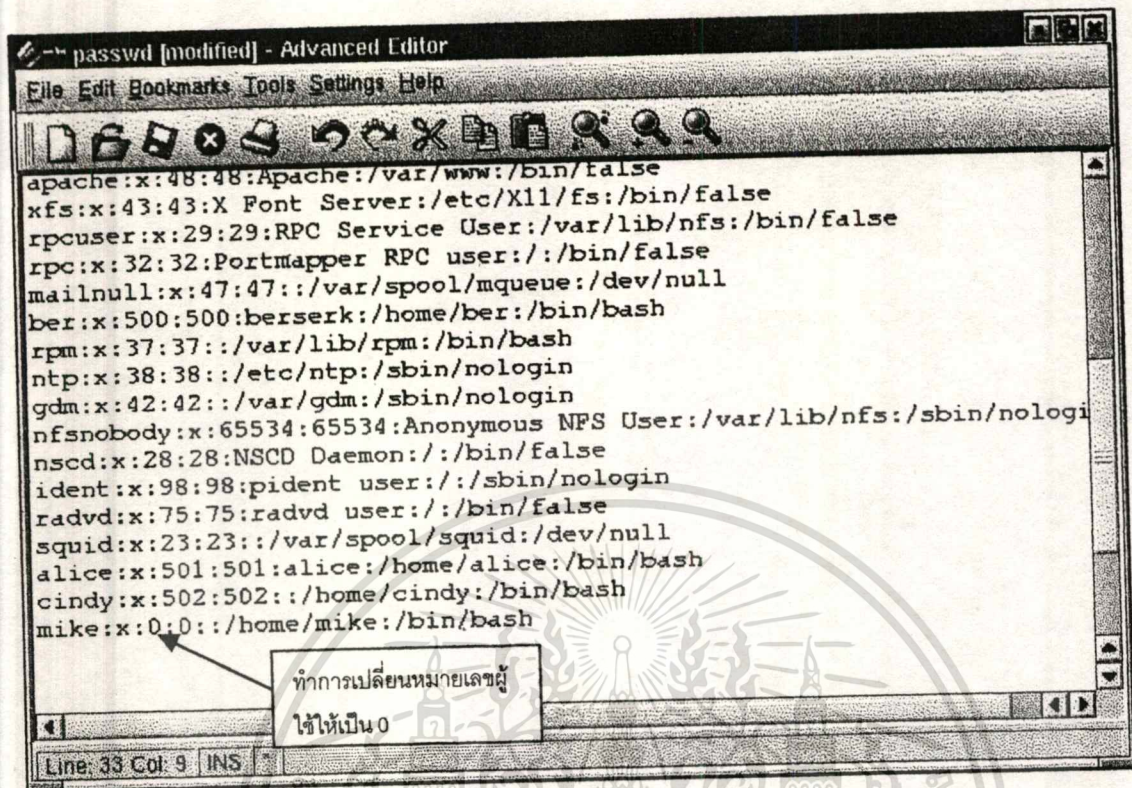 passwd [modified] - Advanced Editor
File Edit Bookmarks Tools Settings Help
apache:x:48:48:Apache:/var/www:/bin/false
xfs:x:43:43:X Font Server:/etc/X11/fs:/bin/false
rpcuser:x:29:29:RPC Service User:/var/lib/nfs:/bin/false
rpc:x:32:32:Portmapper RPC user:/:/bin/false
mailnull:x:47:47::/var/spool/mqueue:/dev/null
ber:x:500:500:berserk:/home/ber:/bin/bash
rpm:x:37:37::/var/lib/rpm:/bin/bash
ntp:x:38:38::/etc/ntp:/sbin/nologin
gdm:x:42:42::/var/gdm:/sbin/nologin
nfsnobody:x:65534:65534:Anonymous NFS User:/var/lib/nfs:/sbin/nologi
nscd:x:28:28:NSCD Daemon:/:/bin/false
ident:x:98:98:pident user:/:/sbin/nologin
radvd:x:75:75:radvd user:/:/bin/false
squid:x:23:23::/var/spool/squid:/dev/null
alice:x:501:501:alice:/home/alice:/bin/bash
cindy:x:502:502::/home/cindy:/bin/bash
mike:x:0:0::/home/mike:/bin/bash
ทำการเปลี่ยนหมายเลขผู้
ใช้ให้เป็น 0
Line: 33 Col: 9 INS *